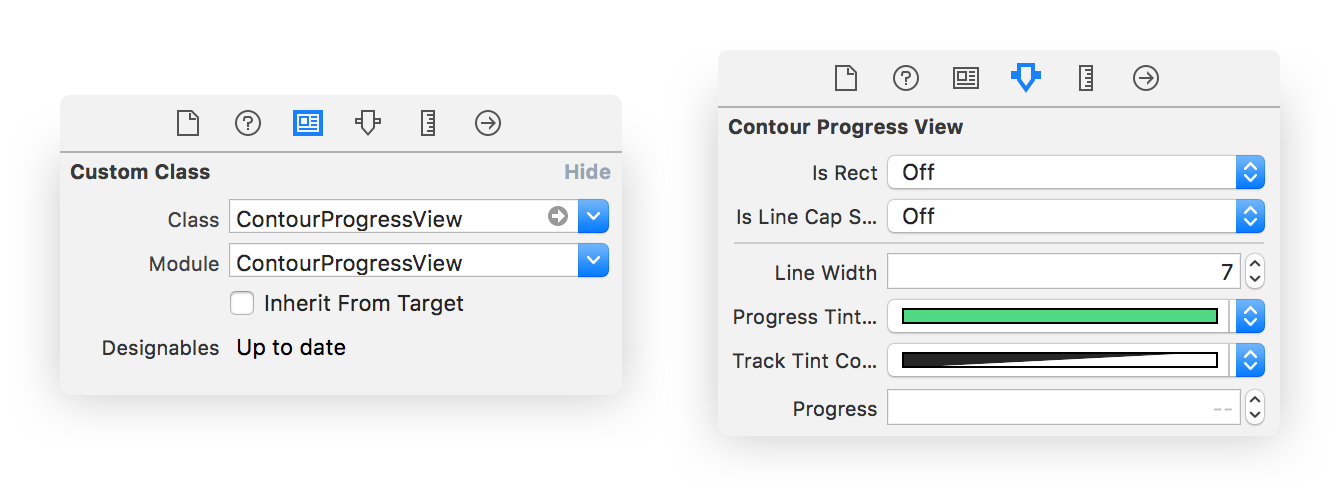 Custom Class Hide
Class ContourProgressView
Module ContourProgressView
Inherit From Target
Designables Up to date
Contour Progress View
Is Rect Off
Is Line Cap S... Off
Line Width 7
Progress Tint...
Track Tint Co...
Progress --